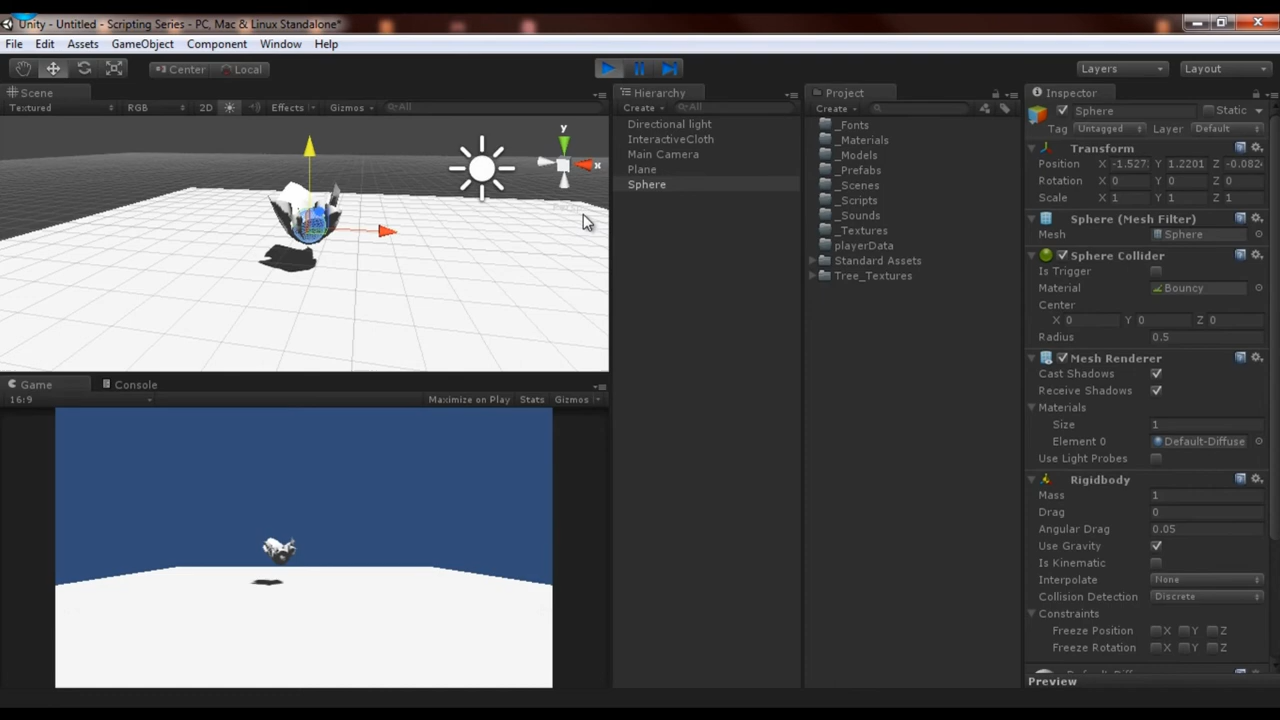 Unity - Untitled - Scripting Series - PC, Mac & Linux Standalone*
File Edit Assets GameObject Component Window Help
Center Local
Layers Layout
Scene
Textured RGB 2D Effects Gizmos All
y
x
Game Console
16:9 Maximize on Play Stats Gizmos
Hierarchy
Create All
Directional light
InteractiveCloth
Main Camera
Plane
Sphere
Project
Create
_Fonts
_Materials
_Models
_Prefabs
_Scenes
_Scripts
_Sounds
_Textures
playerData
Standard Assets
Tree_Textures
Inspector
Sphere Static
Tag Untagged Layer Default
Transform
Position X -1.527 Y 1.2201 Z -0.082
Rotation X 0 Y 0 Z 0
Scale X 1 Y 1 Z 1
Sphere (Mesh Filter)
Mesh Sphere
Sphere Collider
Is Trigger
Material Bouncy
Center
X 0 Y 0 Z 0
Radius 0.5
Mesh Renderer
Cast Shadows
Receive Shadows
Materials
Size 1
Element 0 Default-Diffuse
Use Light Probes
Rigidbody
Mass 1
Drag 0
Angular Drag 0.05
Use Gravity
Is Kinematic
Interpolate None
Collision Detection Discrete
Constraints
Freeze Position X Y Z
Freeze Rotation X Y Z
Preview